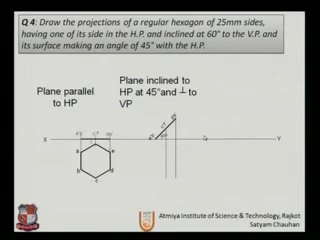 Q 4: Draw the projections of a regular hexagon of 25mm sides,
having one of its side in the H.P. and inclined at 60° to the V.P. and
its surface making an angle of 45° with the H.P.
Plane parallel
to HP
Plane inclined to
HP at 45°and ⊥ to
VP
X
Y
a
e
b
d
c
Atmiya Institute of Science & Technology, Rajkot
Satyam Chauhan